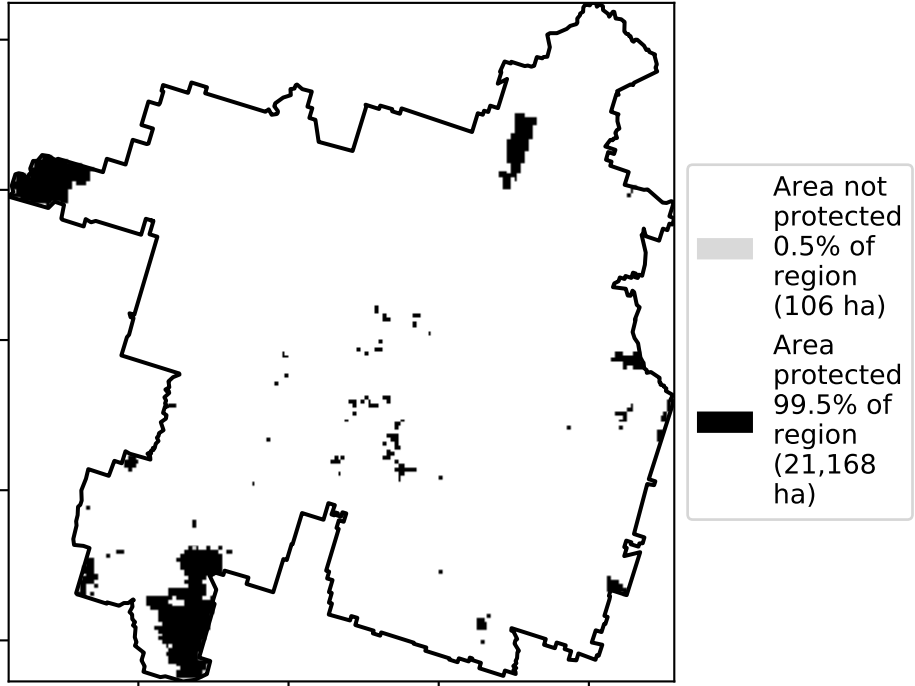 Area not
protected
0.5% of
region
(106 ha)
Area
protected
99.5% of
region
(21,168
ha)